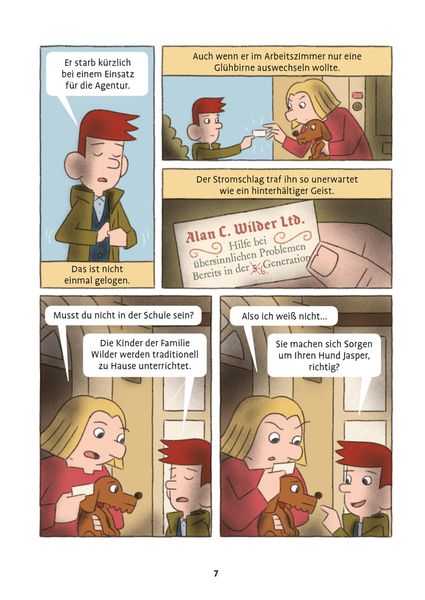 Er starb kürzlich
bei einem Einsatz
für die Agentur.
Das ist nicht
einmal gelogen.
Auch wenn er im Arbeitszimmer nur eine
Glühbirne auswechseln wollte.
Der Stromschlag traf ihn so unerwartet
wie ein hinterhältiger Geist.
Alan C. Wilder Ltd.
Hilfe bei
übersinnlichen Problemen
Bereits in der 5. 6. Generation
Musst du nicht in der Schule sein?
Die Kinder der Familie
Wilder werden traditionell
zu Hause unterrichtet.
Also ich weiß nicht...
Sie machen sich Sorgen
um Ihren Hund Jasper,
richtig?
7